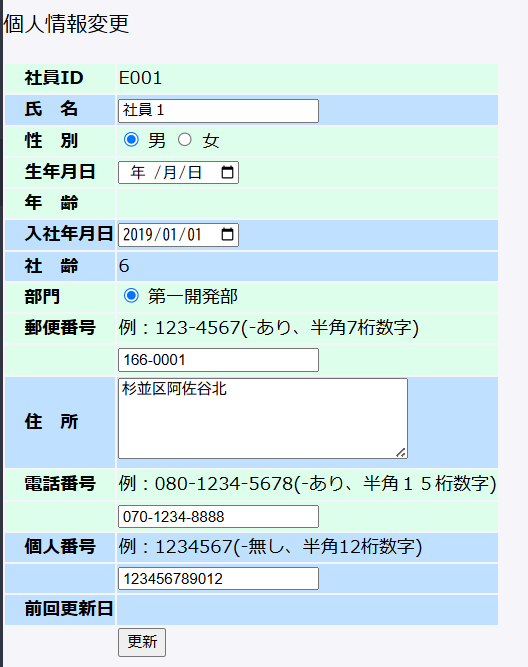 個人情報変更
社員ID E001
氏　名 社員１
性　別 男 女
生年月日 年 /月/日
年　齢
入社年月日 2019/01/01
社　齢 6
部門 第一開発部
郵便番号 例：123-4567(-あり、半角7桁数字)
166-0001
住　所 杉並区阿佐谷北
電話番号 例：080-1234-5678(-あり、半角１５桁数字)
070-1234-8888
個人番号 例：1234567(-無し、半角12桁数字)
123456789012
前回更新日
更新